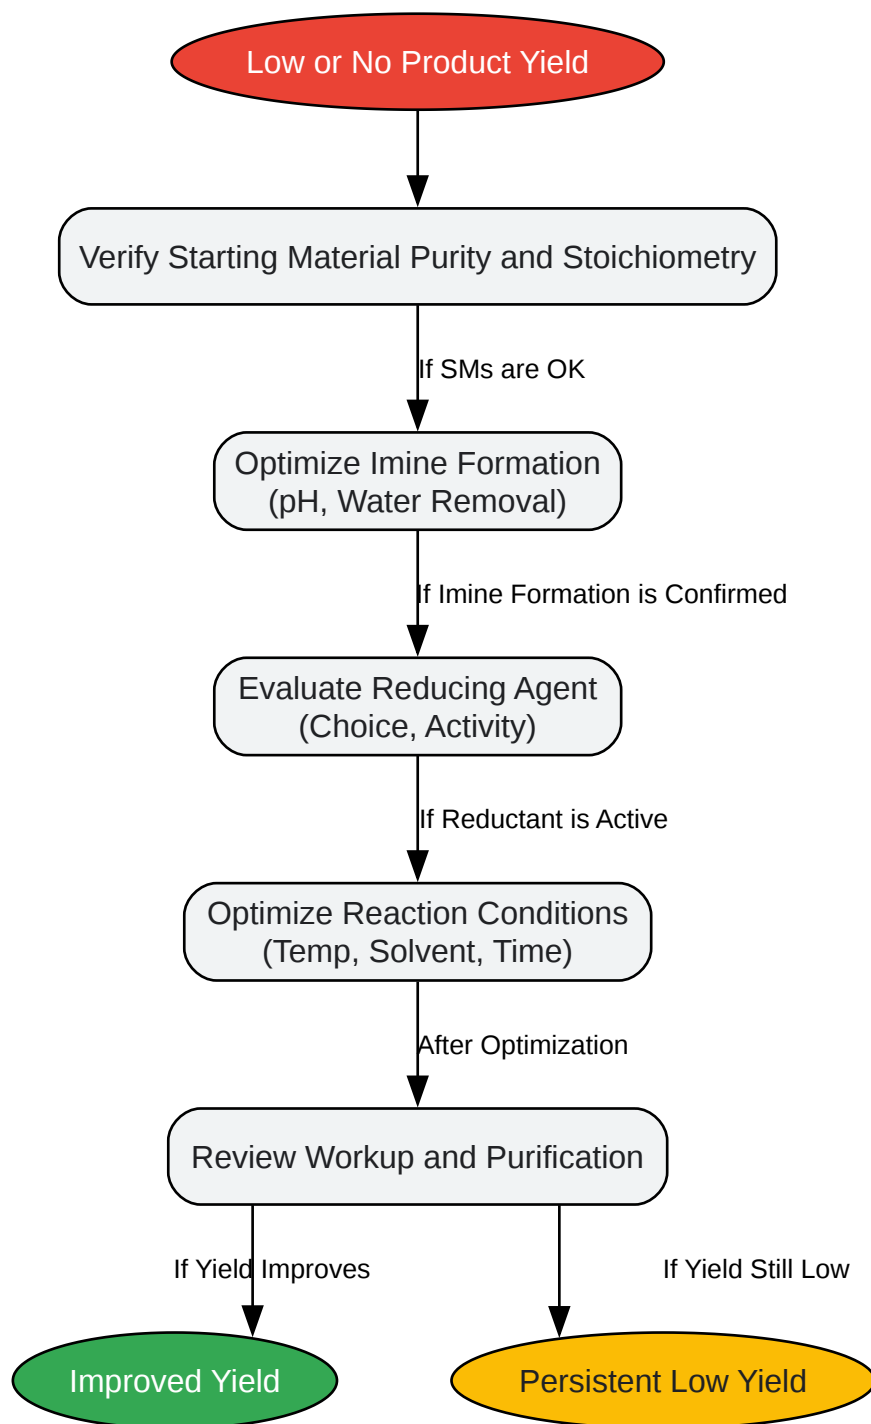 Low or No Product Yield
Verify Starting Material Purity and Stoichiometry
If SMs are OK
Optimize Imine Formation
(pH, Water Removal)
If Imine Formation is Confirmed
Evaluate Reducing Agent
(Choice, Activity)
If Reductant is Active
Optimize Reaction Conditions
(Temp, Solvent, Time)
After Optimization
Review Workup and Purification
If Yield Improves
If Yield Still Low
Improved Yield
Persistent Low Yield